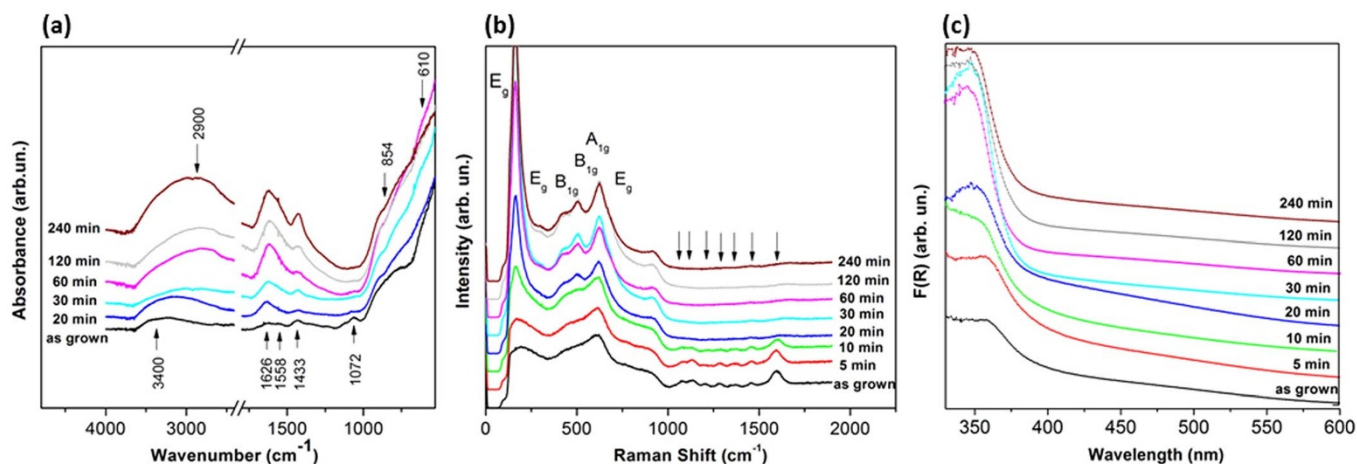 (a)
Absorbance (arb.un.)
2900
854
610
240 min
120 min
60 min
30 min
20 min
as grown
3400
1626
1558
1433
1072
4000
3000
1500
1000
Wavenumber (cm-1)
(b)
Intensity (arb. un.)
Eg
Eg
B1g
B1g
A1g
Eg
240 min
120 min
60 min
30 min
20 min
10 min
5 min
as grown
0
500
1000
1500
2000
Raman Shift (cm-1)
(c)
F(R) (arb. un.)
240 min
120 min
60 min
30 min
20 min
10 min
5 min
as grown
350
400
450
500
550
600
Wavelength (nm)